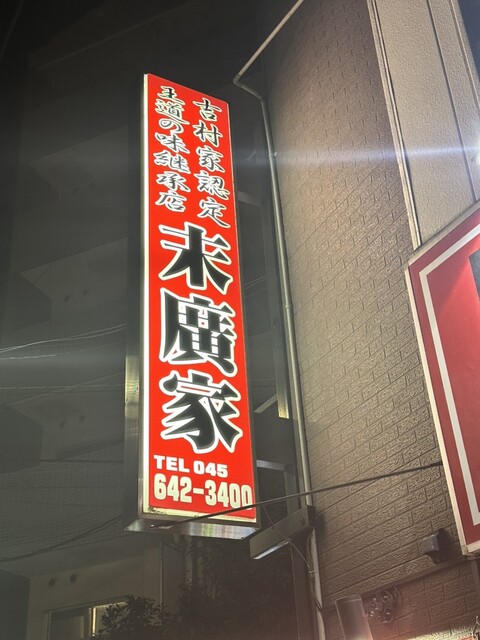 吉村家認定
王道の味継承店
末廣家
TEL 045
642-3400